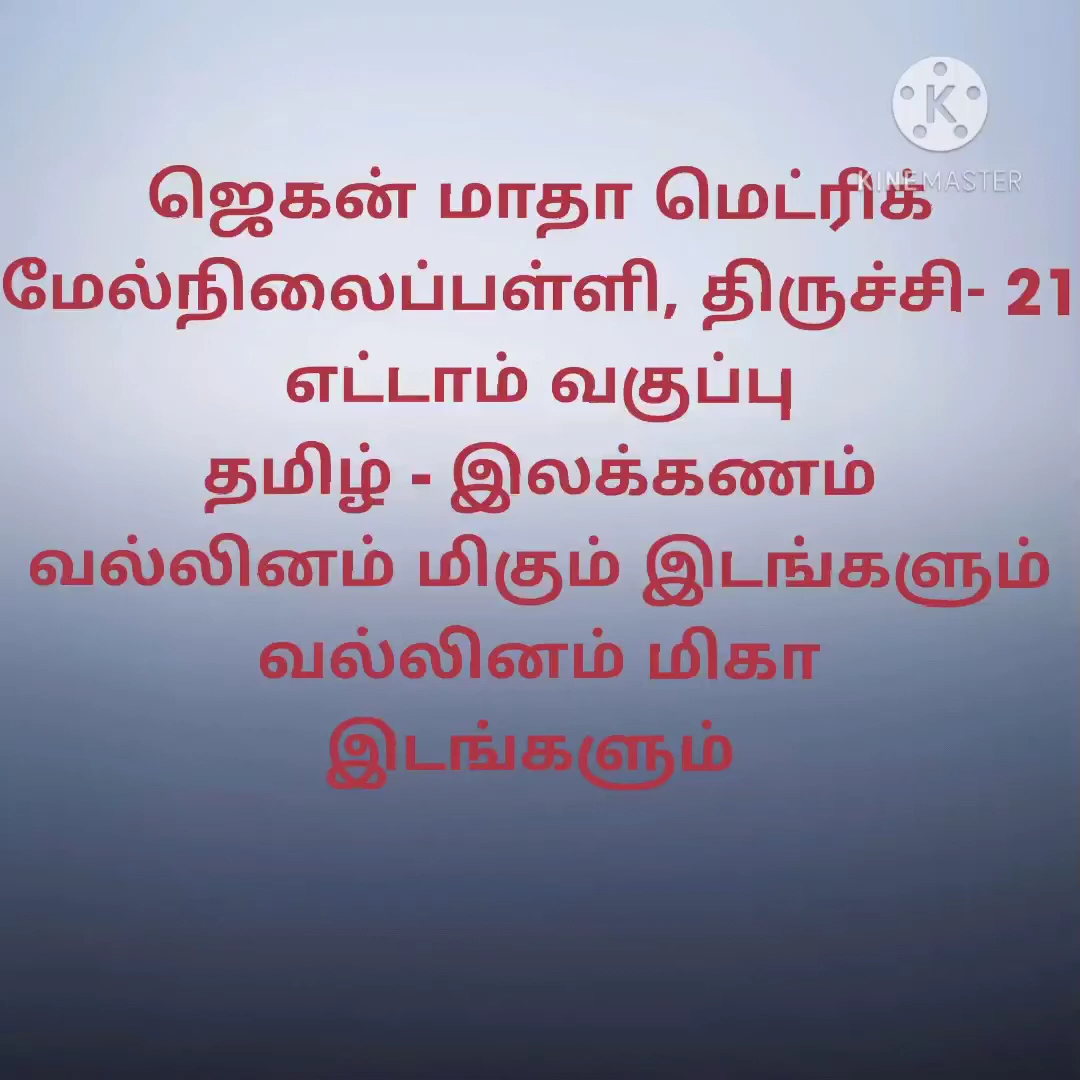 KINEMASTER
ஜெகன் மாதா மெட்ரிக்
மேல்நிலைப்பள்ளி, திருச்சி- 21
எட்டாம் வகுப்பு
தமிழ் - இலக்கணம்
வல்லினம் மிகும் இடங்களும்
வல்லினம் மிகா
இடங்களும்